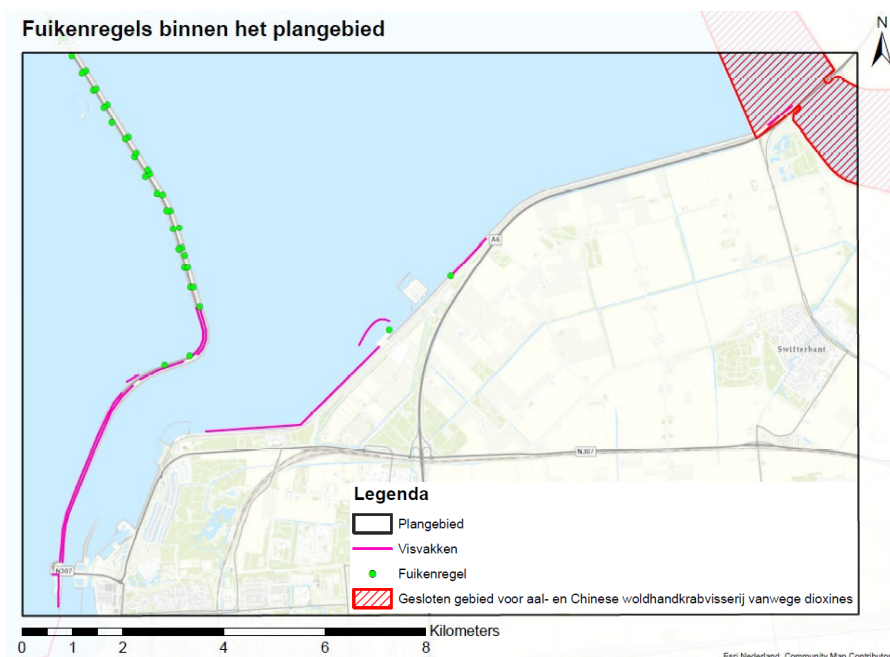 Fuikenregels binnen het plangebied
N
A6
Swifterbant
N307
N307
Legenda
Plangebied
Visvakken
Fuikenregel
Gesloten gebied voor aal- en Chinese woldhandkrabvisserij vanwege dioxines
Kilometers
0 1 2 4 6 8
Esri Nederland, Community Map Contributor